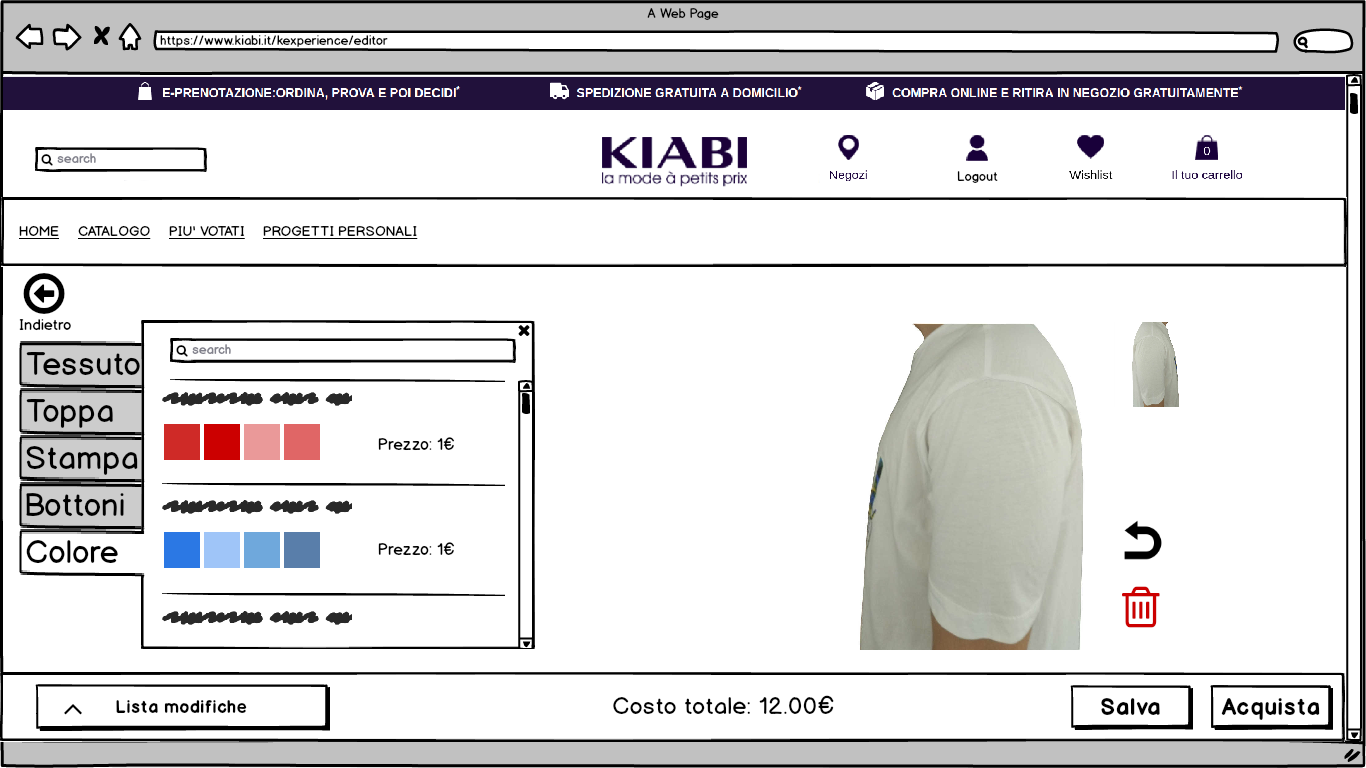 A Web Page
https://www.kiabi.it/kexperience/editor
E-PRENOTAZIONE:ORDINA, PROVA E POI DECIDI*
SPEDIZIONE GRATUITA A DOMICILIO*
COMPRA ONLINE E RITIRA IN NEGOZIO GRATUITAMENTE*
search
KIABI
la mode à petits prix
Negozi
Logout
Wishlist
0
Il tuo carrello
HOME
CATALOGO
PIU' VOTATI
PROGETTI PERSONALI
Indietro
Tessuto
Toppa
Stampa
Bottoni
Colore
search
Prezzo: 1€
Prezzo: 1€
Lista modifiche
Costo totale: 12.00€
Salva
Acquista